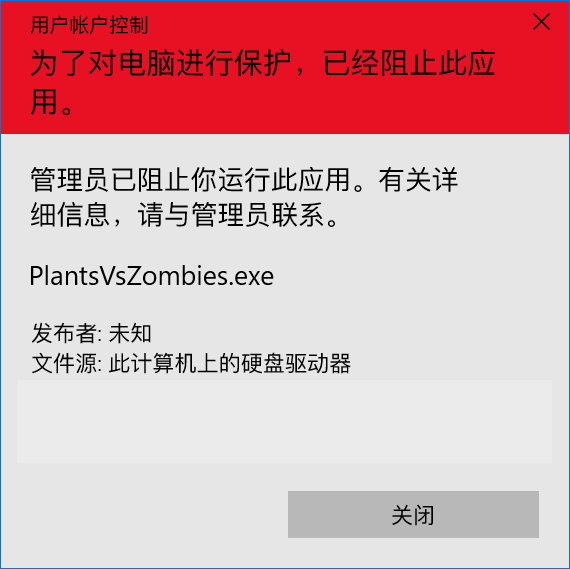 用户帐户控制
为了对电脑进行保护，已经阻止此应
用。
管理员已阻止你运行此应用。有关详
细信息，请与管理员联系。
PlantsVsZombies.exe
发布者: 未知
文件源: 此计算机上的硬盘驱动器
关闭